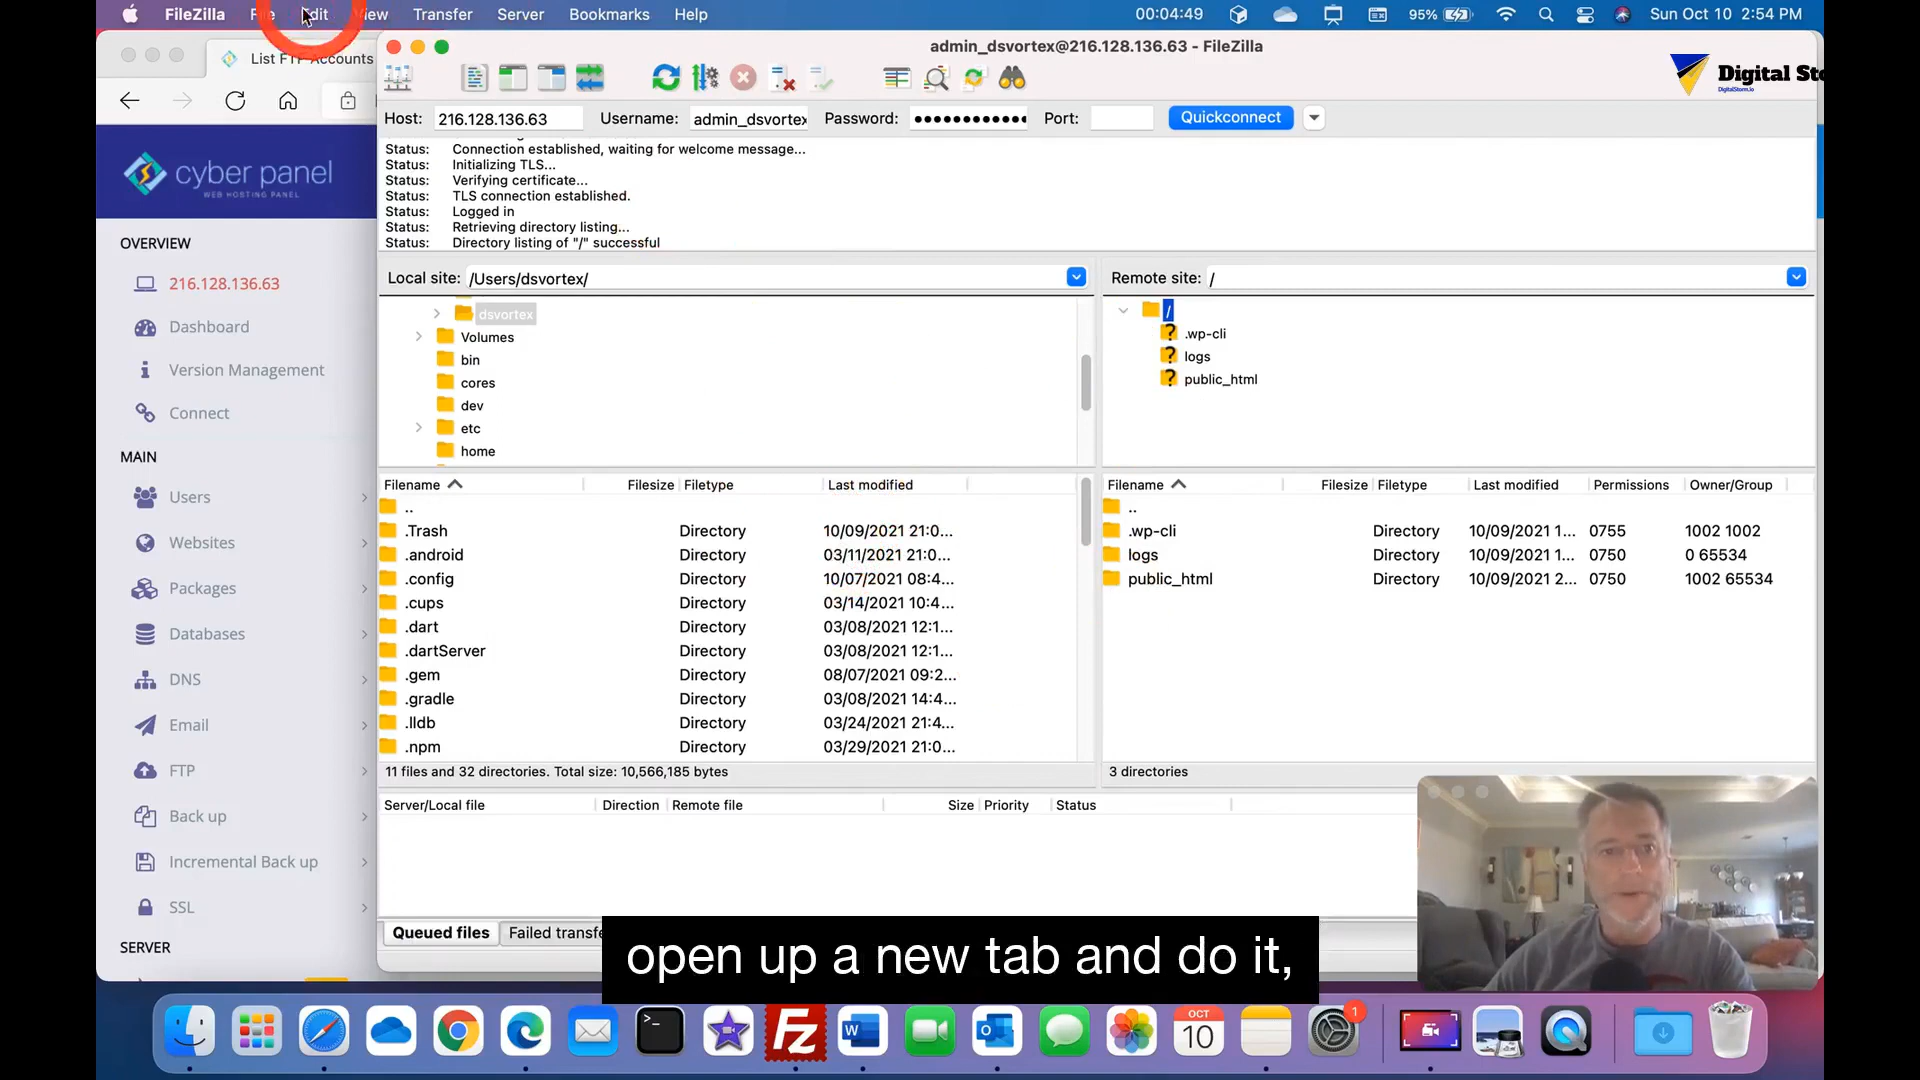 FileZilla File Edit View Transfer Server Bookmarks Help 00:04:49 95% Sun Oct 10 2:54 PM
List FTP Accounts
admin_dsvortex@216.128.136.63 - FileZilla
Digital Sto
DigitalStorm.io
Host: 216.128.136.63 Username: admin_dsvortex Password: ●●●●●●●●●●●● Port: Quickconnect
cyber panel
WEB HOSTING PANEL
Status: Connection established, waiting for welcome message...
Status: Initializing TLS...
Status: Verifying certificate...
Status: TLS connection established.
Status: Logged in
Status: Retrieving directory listing...
Status: Directory listing of "/" successful
OVERVIEW
216.128.136.63
Dashboard
Version Management
Connect
MAIN
Users
Websites
Packages
Databases
DNS
Email
FTP
Back up
Incremental Back up
SSL
SERVER
Local site: /Users/dsvortex/
dsvortex
Volumes
bin
cores
dev
etc
home
Remote site: /
/
.wp-cli
logs
public_html
Filename Filesize Filetype Last modified
..
.Trash Directory 10/09/2021 21:0...
.android Directory 03/11/2021 21:0...
.config Directory 10/07/2021 08:4...
.cups Directory 03/14/2021 10:4...
.dart Directory 03/08/2021 12:1...
.dartServer Directory 03/08/2021 12:1...
.gem Directory 08/07/2021 09:2...
.gradle Directory 03/08/2021 14:4...
.lldb Directory 03/24/2021 21:4...
.npm Directory 03/29/2021 21:0...
11 files and 32 directories. Total size: 10,566,185 bytes
Filename Filesize Filetype Last modified Permissions Owner/Group
..
.wp-cli Directory 10/09/2021 1... 0755 1002 1002
logs Directory 10/09/2021 1... 0750 0 65534
public_html Directory 10/09/2021 2... 0750 1002 65534
3 directories
Server/Local file Direction Remote file Size Priority Status
Queued files Failed transfe
open up a new tab and do it,
>_
Fz
W
O
OCT
10
1